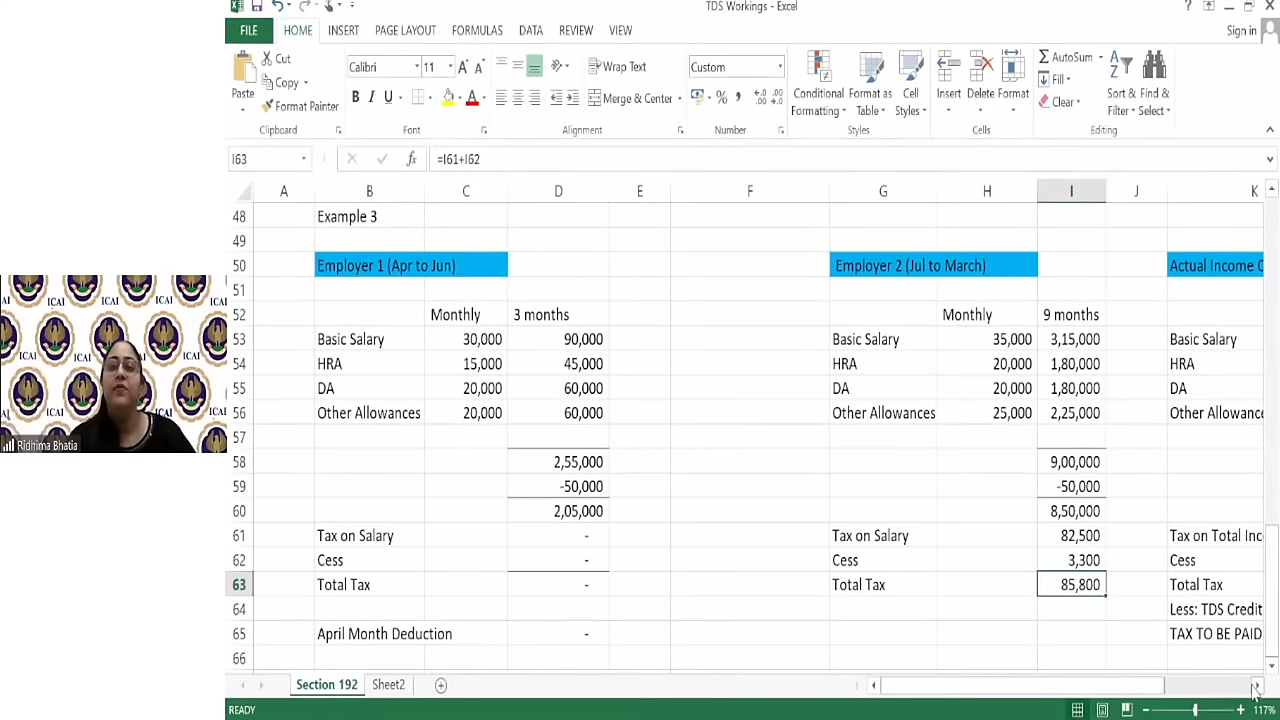 TDS Workings - Excel
Sign in
FILE HOME INSERT PAGE LAYOUT FORMULAS DATA REVIEW VIEW
Paste
Cut
Copy
Format Painter
Clipboard
Calibri 11
B I U
Font
Wrap Text
Merge & Center
Alignment
Custom
Number
Conditional Formatting
Format as Table
Cell Styles
Styles
Insert Delete Format
Cells
AutoSum
Fill
Clear
Sort & Filter
Find & Select
Editing
I63 fx =I61+I62
A B C D E F G H I J K
48 Example 3
49
50 Employer 1 (Apr to Jun) Employer 2 (Jul to March) Actual Income
51
52 Monthly 3 months Monthly 9 months
53 Basic Salary 30,000 90,000 Basic Salary 35,000 3,15,000 Basic Salary
54 HRA 15,000 45,000 HRA 20,000 1,80,000 HRA
55 DA 20,000 60,000 DA 20,000 1,80,000 DA
56 Other Allowances 20,000 60,000 Other Allowances 25,000 2,25,000 Other Allowanc
57
58 2,55,000 9,00,000
59 -50,000 -50,000
60 2,05,000 8,50,000
61 Tax on Salary - Tax on Salary 82,500 Tax on Total Inc
62 Cess - Cess 3,300 Cess
63 Total Tax - Total Tax 85,800 Total Tax
64 Less: TDS Credit
65 April Month Deduction - TAX TO BE PAID
66
Section 192 Sheet2
READY 117%
ICAI ICAI ICAI
Ridhima Bhatia